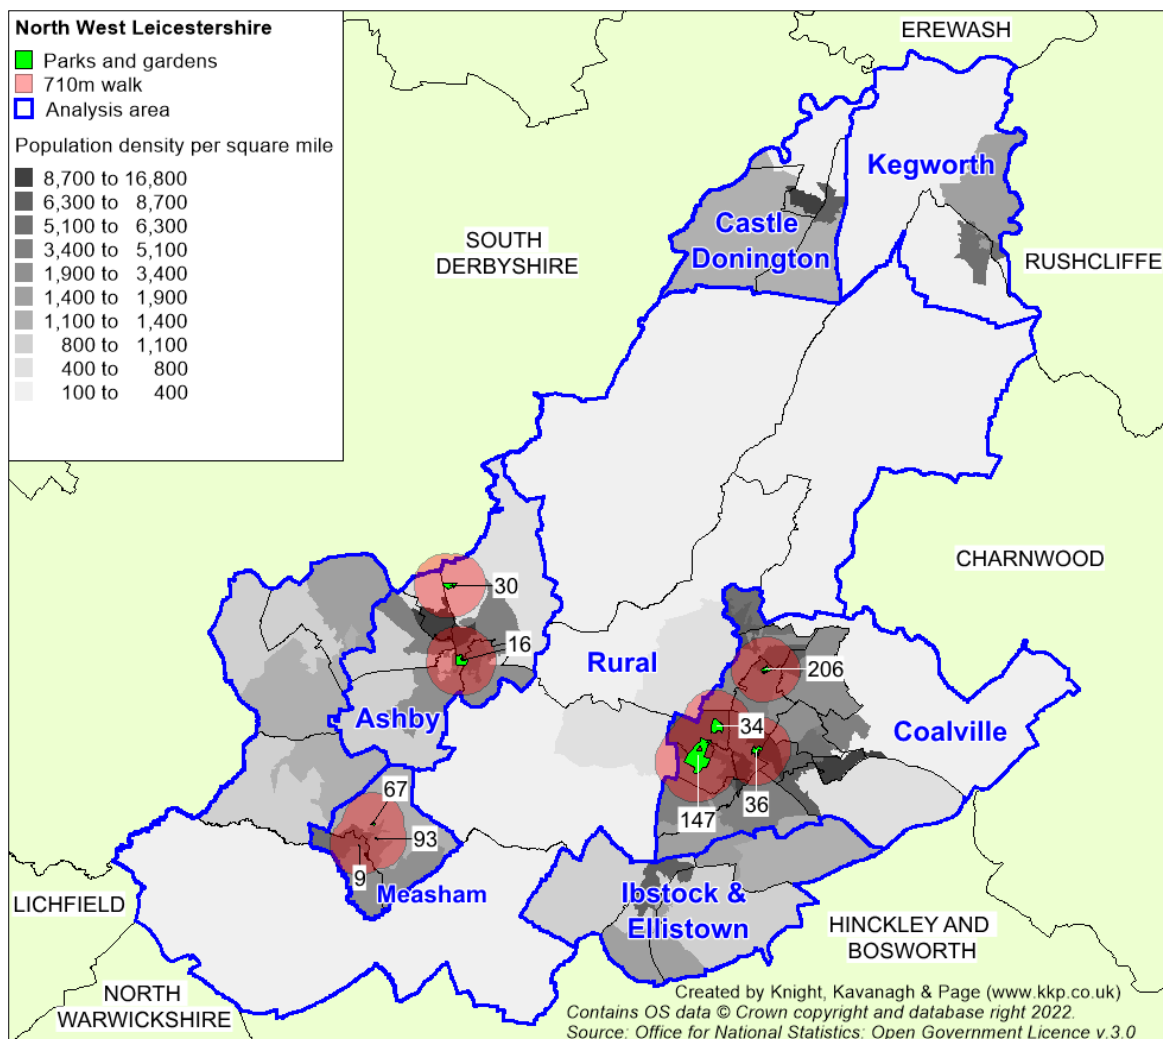 North West Leicestershire
Parks and gardens
710m walk
Analysis area
Population density per square mile
8,700 to 16,800
6,300 to 8,700
5,100 to 6,300
3,400 to 5,100
1,900 to 3,400
1,400 to 1,900
1,100 to 1,400
800 to 1,100
400 to 800
100 to 400
EREWASH
Kegworth
Castle
Donington
SOUTH
DERBYSHIRE
RUSHCLIFFE
CHARNWOOD
30
16
Rural
206
Ashby
34
Coalville
67
36
147
93
9
Measham
Ibstock &
Ellistown
LICHFIELD
HINCKLEY AND
BOSWORTH
NORTH
WARWICKSHIRE
Created by Knight, Kavanagh & Page (www.kkp.co.uk)
Contains OS data © Crown copyright and database right 2022.
Source: Office for National Statistics: Open Government Licence v.3.0